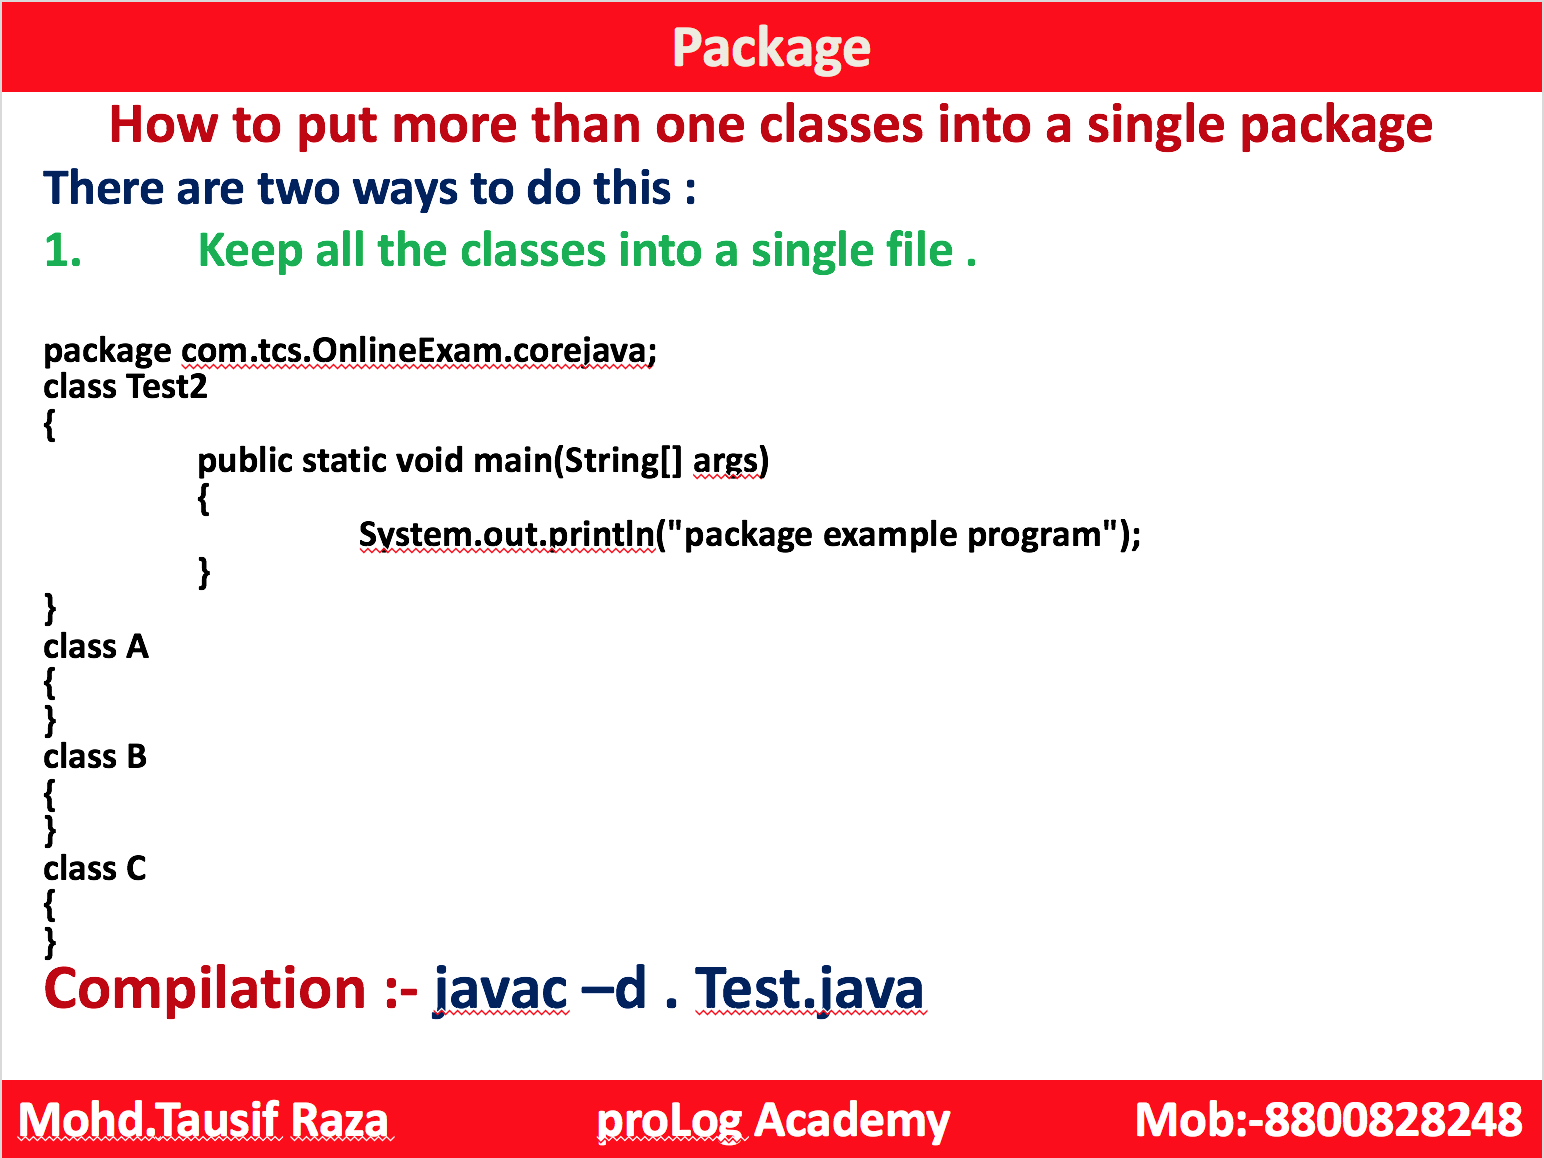 Package
How to put more than one classes into a single package
There are two ways to do this :
1. Keep all the classes into a single file .
package com.tcs.OnlineExam.corejava;
class Test2
{
public static void main(String[] args)
{
System.out.println("package example program");
}
}
class A
{
}
class B
{
}
class C
{
}
Compilation :- javac –d . Test.java
Mohd.Tausif Raza proLog Academy Mob:-8800828248